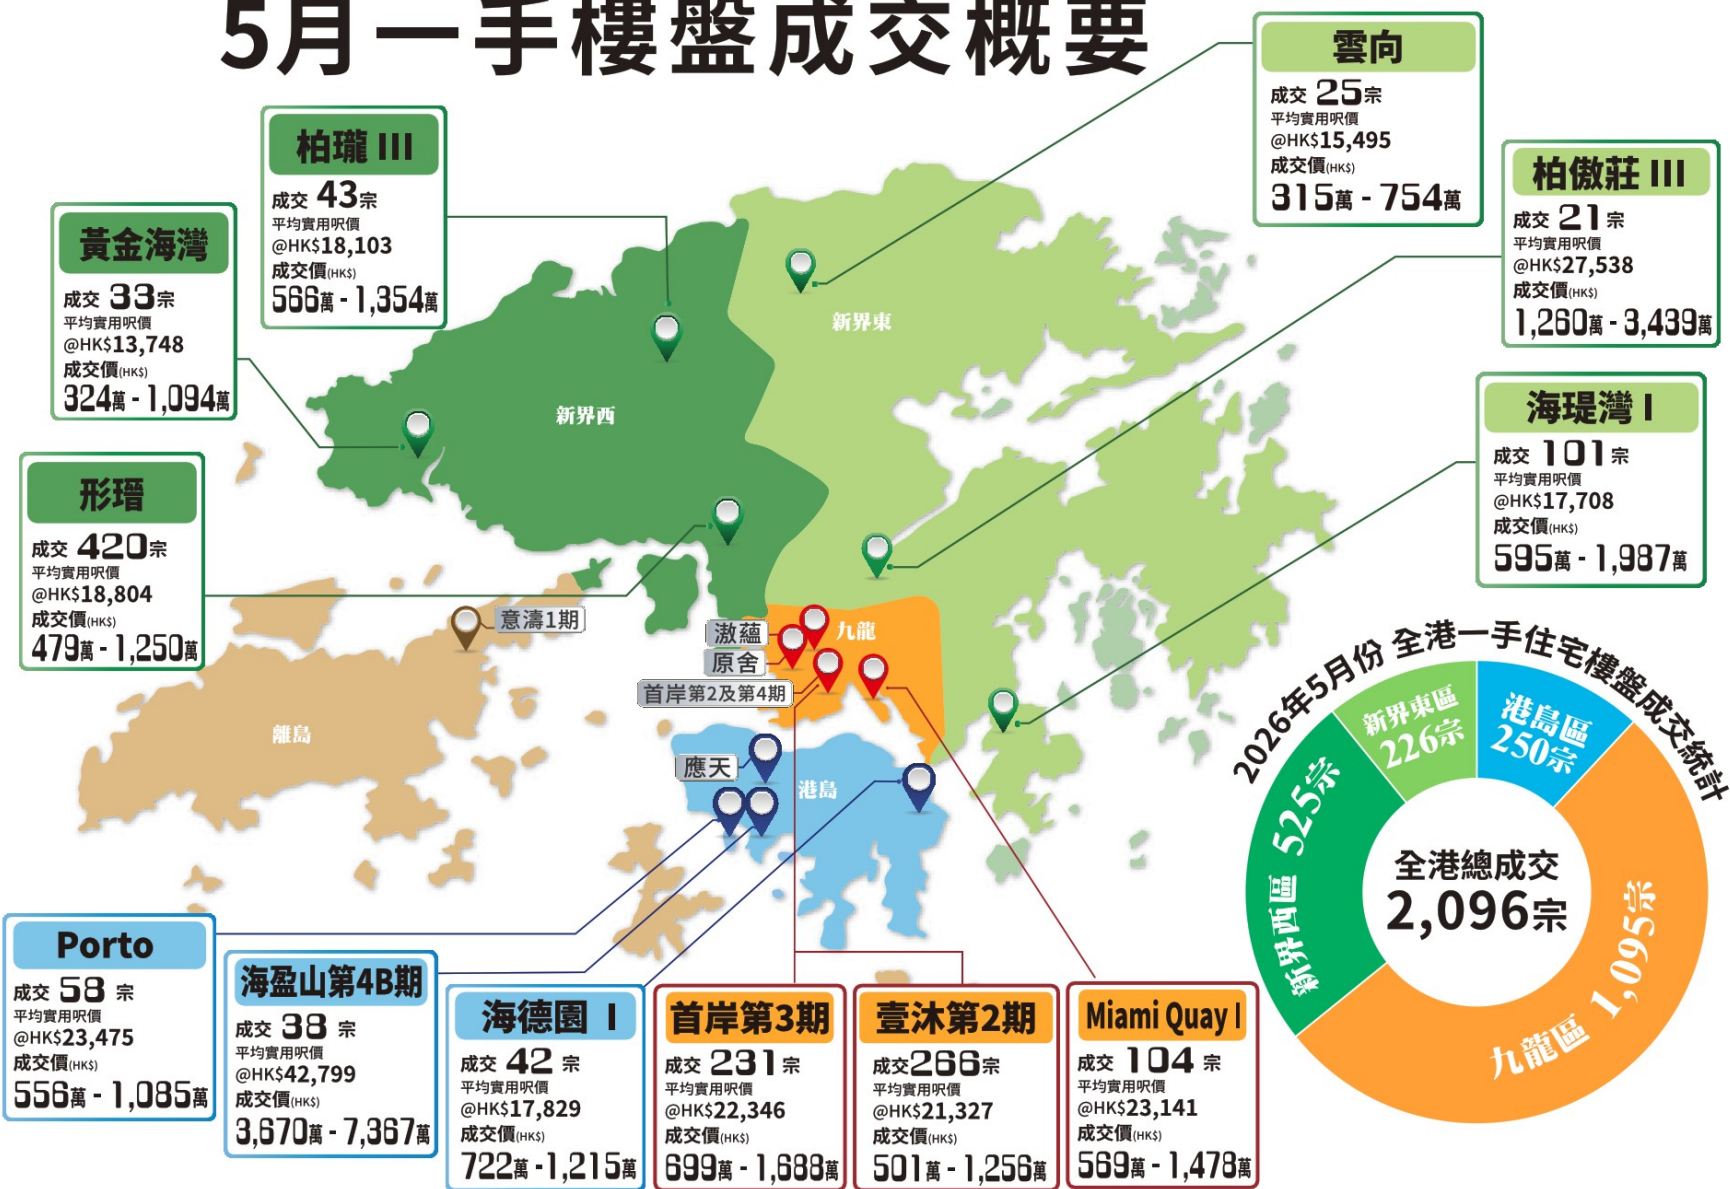 5月一手樓盤成交概要
雲向
成交 25宗
平均實用呎價
@HK$15,495
成交價(HK$)
315萬 - 754萬
柏瓏 III
成交 43宗
平均實用呎價
@HK$18,103
成交價(HK$)
566萬 - 1,354萬
柏傲莊 III
成交 21宗
平均實用呎價
@HK$27,538
成交價(HK$)
1,260萬 - 3,439萬
黃金海灣
成交 33宗
平均實用呎價
@HK$13,748
成交價(HK$)
324萬 - 1,094萬
海瑅灣 I
成交 101宗
平均實用呎價
@HK$17,708
成交價(HK$)
595萬 - 1,987萬
形瑨
成交 420宗
平均實用呎價
@HK$18,804
成交價(HK$)
479萬 - 1,250萬
新界東
新界西
意濤1期
溦蘊
九龍
原舍
首岸第2及第4期
離島
應天
港島
2026年5月份 全港一手住宅樓盤成交統計
新界東區
226宗
港島區
250宗
新界西區 525宗
九龍區 1,095宗
全港總成交
2,096宗
Porto
成交 58 宗
平均實用呎價
@HK$23,475
成交價(HK$)
556萬 - 1,085萬
海盈山第4B期
成交 38 宗
平均實用呎價
@HK$42,799
成交價(HK$)
3,670萬 - 7,367萬
海德園 I
成交 42 宗
平均實用呎價
@HK$17,829
成交價(HK$)
722萬 -1,215萬
首岸第3期
成交 231宗
平均實用呎價
@HK$22,346
成交價(HK$)
699萬 - 1,688萬
壹沐第2期
成交266宗
平均實用呎價
@HK$21,327
成交價(HK$)
501萬 - 1,256萬
Miami Quay I
成交 104 宗
平均實用呎價
@HK$23,141
成交價(HK$)
569萬 - 1,478萬